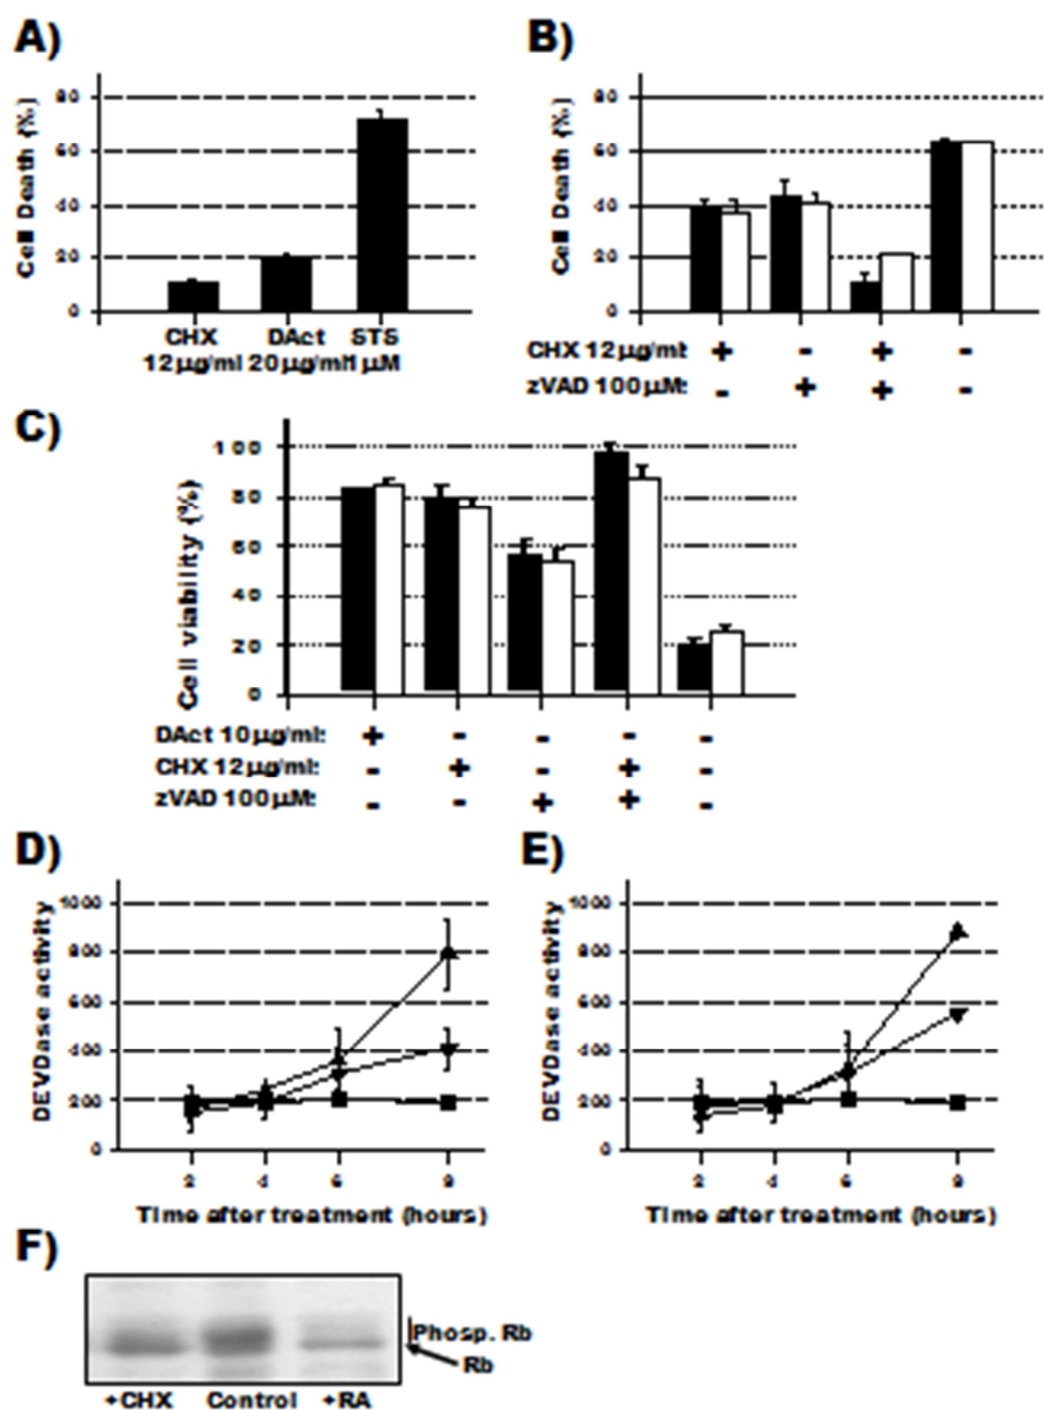 A)
Cell Death (%)
80
60
40
20
0
CHX DAct STS
12µg/ml 20µg/ml 1µM
B)
Cell Death (%)
80
60
40
20
0
CHX 12µg/ml: + - + -
zVAD 100µM: - + + -
C)
Cell viability (%)
100
80
60
40
20
0
DAct 10µg/ml: + - - - -
CHX 12µg/ml: - + - + -
zVAD 100µM: - - + + -
D)
DEVDase activity
1000
800
600
400
200
0
2 4 6 9
Time after treatment (hours)
E)
DEVDase activity
1000
800
600
400
200
0
2 4 6 9
Time after treatment (hours)
F)
Phosp. Rb
Rb
+CHX Control +RA